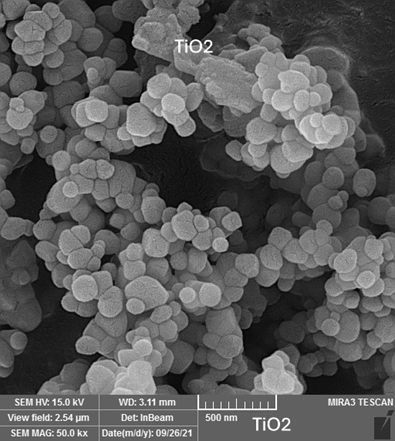 TiO2
SEM HV: 15.0 kV
WD: 3.11 mm
MIRA3 TESCAN
View field: 2.54 µm
Det: InBeam
500 nm
SEM MAG: 50.0 kx
Date(m/d/y): 09/26/21
TiO2